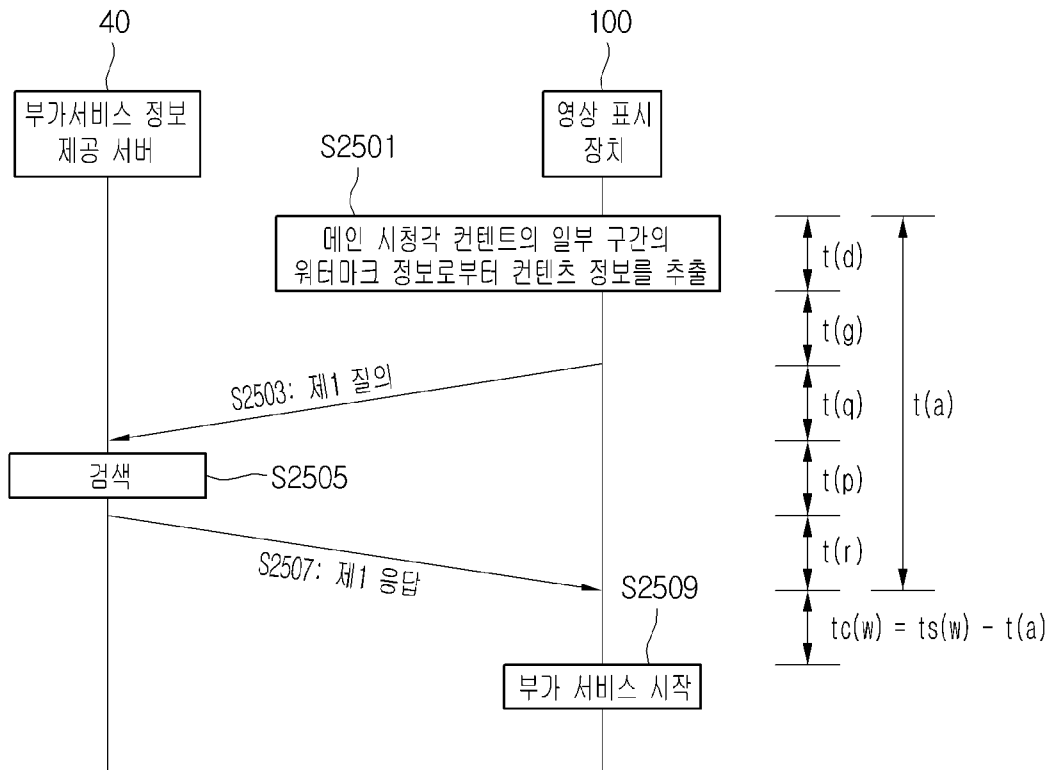 40
100
부가서비스 정보
제공 서버
영상 표시
장치
S2501
메인 시청각 컨텐트의 일부 구간의
워터마크 정보로부터 컨텐츠 정보를 추출
t(d)
t(g)
S2503: 제1 질의
t(q)
t(a)
검색
S2505
t(p)
S2507: 제1 응답
t(r)
S2509
tc(w) = ts(w) - t(a)
부가 서비스 시작